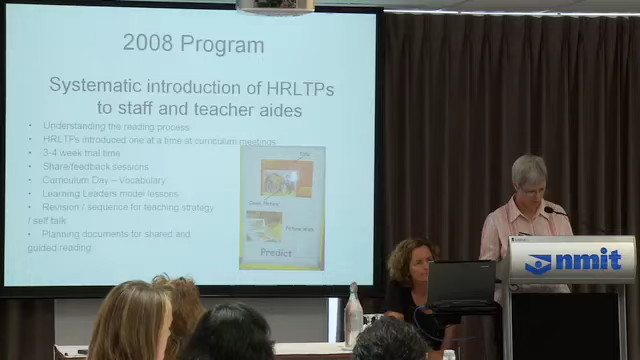 2008 Program
Systematic introduction of HRLTPs
to staff and teacher aides
• Understanding the reading process
• HRLTPs introduced one at a time at curriculum meetings
• 3-4 week trial time
• Share/feedback sessions
• Curriculum Day – Vocabulary
• Learning Leaders model lessons
• Revision / sequence for teaching strategy
/ self talk
• Planning documents for shared and
guided reading
Predict
nmit